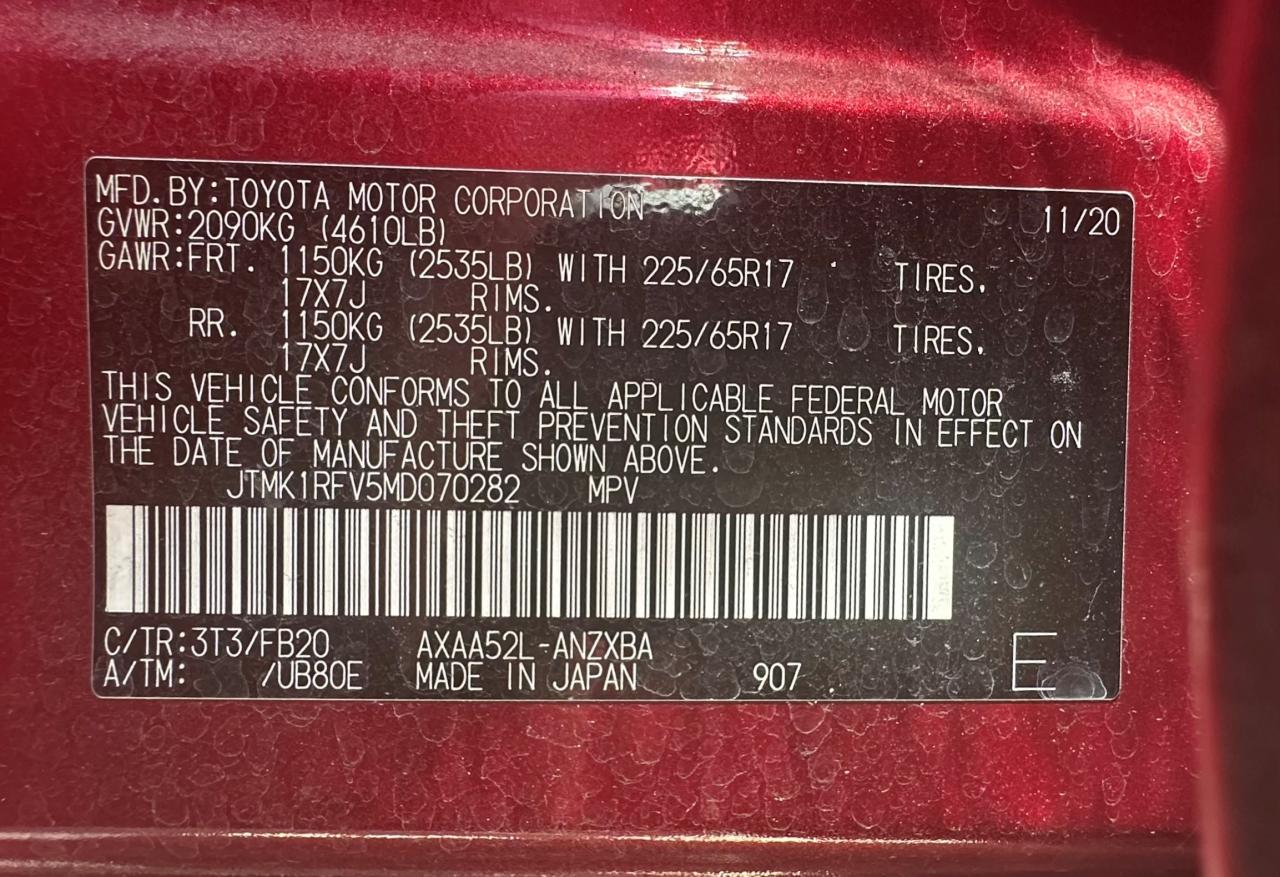 MFD.BY:TOYOTA MOTOR CORPORATION 11/20
GVWR:2090KG (4610LB)
GAWR:FRT. 1150KG (2535LB) WITH 225/65R17 TIRES.
17X7J RIMS.
RR. 1150KG (2535LB) WITH 225/65R17 TIRES.
17X7J RIMS.
THIS VEHICLE CONFORMS TO ALL APPLICABLE FEDERAL MOTOR
VEHICLE SAFETY AND THEFT PREVENTION STANDARDS IN EFFECT ON
THE DATE OF MANUFACTURE SHOWN ABOVE.
JTMK1RFV5MD070282 MPV
C/TR:3T3/FB20 AXAA52L-ANZXBA
A/TM: /UB80E MADE IN JAPAN 907 E